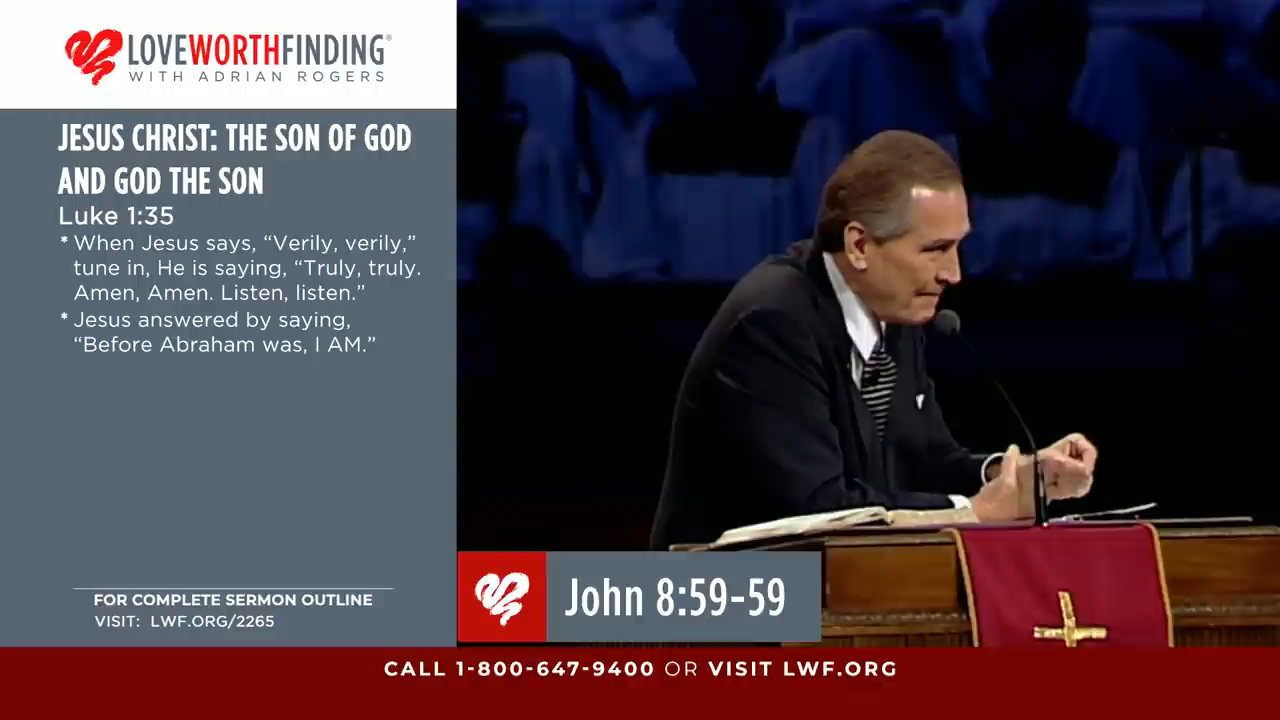 LOVEWORTHFINDING®
WITH ADRIAN ROGERS
JESUS CHRIST: THE SON OF GOD
AND GOD THE SON
Luke 1:35
* When Jesus says, “Verily, verily,”
tune in, He is saying, “Truly, truly.
Amen, Amen. Listen, listen.”
* Jesus answered by saying,
“Before Abraham was, I AM.”
FOR COMPLETE SERMON OUTLINE
VISIT: LWF.ORG/2265
John 8:59-59
CALL 1-800-647-9400 OR VISIT LWF.ORG